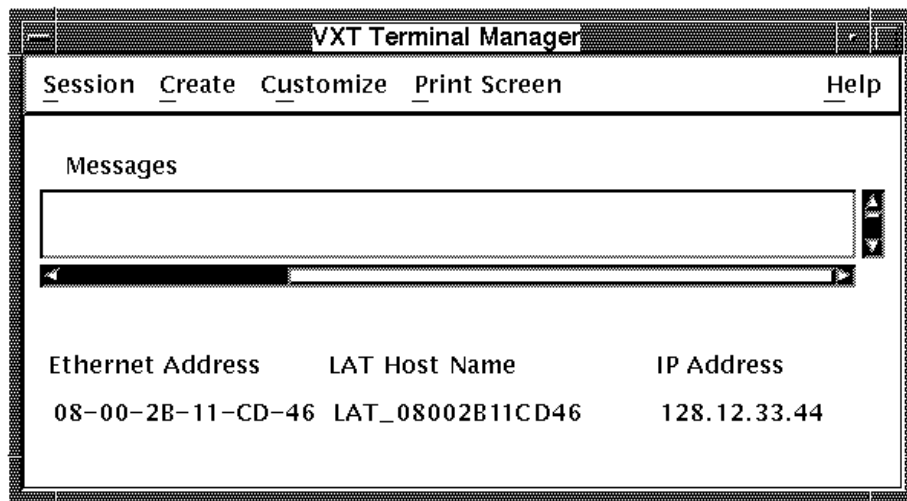 VXT Terminal Manager
Session Create Customize Print Screen Help
Messages
Ethernet Address LAT Host Name IP Address
08-00-2B-11-CD-46 LAT_08002B11CD46 128.12.33.44